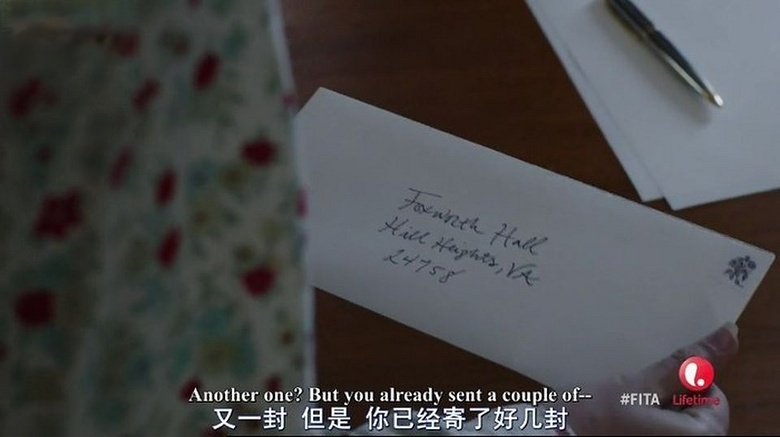 Foxworth Hall
Hill Heights, VA
24758
Another one? But you already sent a couple of--
又一封 但是 你已经寄了好几封
#FITA
Lifetime